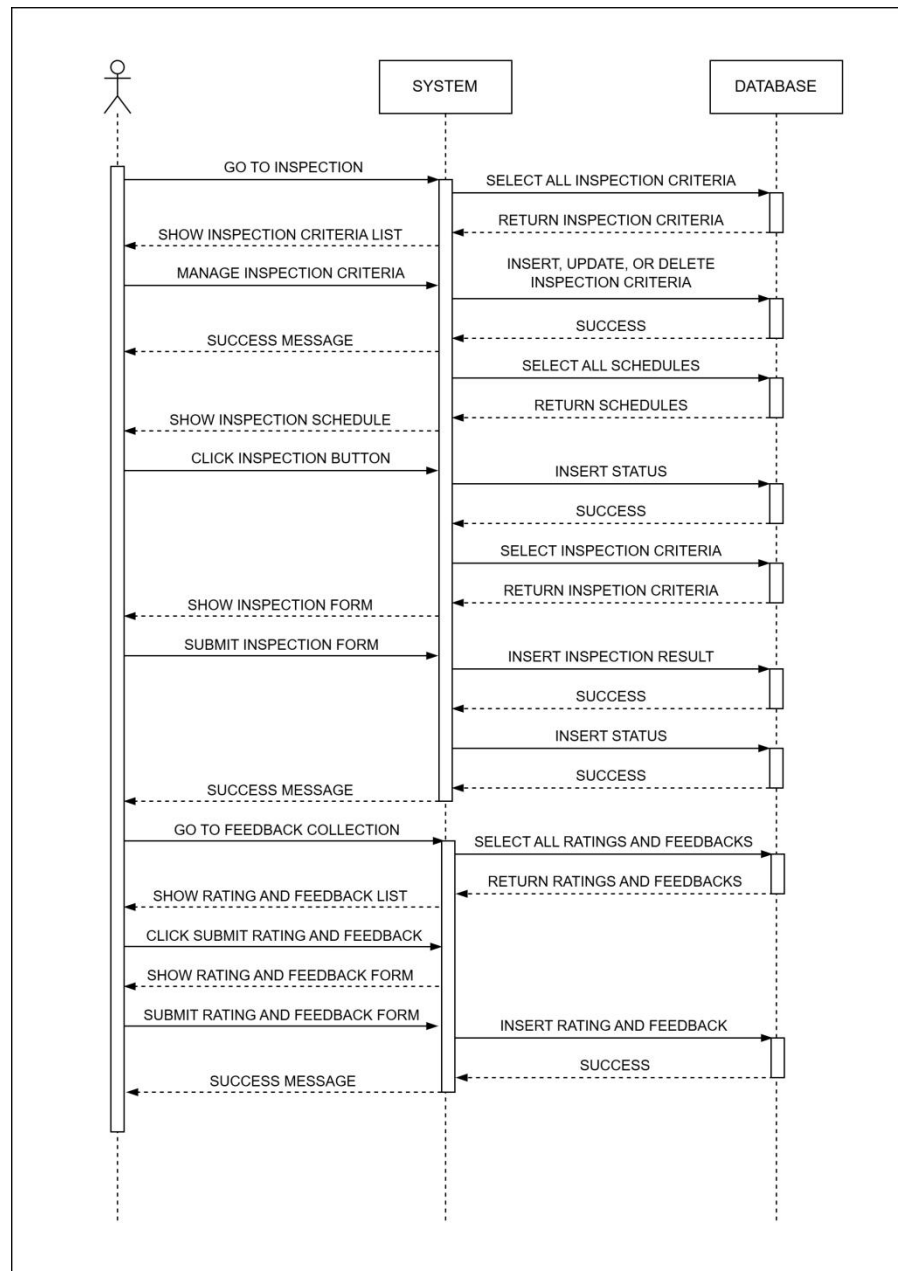 SYSTEM
DATABASE
GO TO INSPECTION
SELECT ALL INSPECTION CRITERIA
RETURN INSPECTION CRITERIA
SHOW INSPECTION CRITERIA LIST
MANAGE INSPECTION CRITERIA
INSERT, UPDATE, OR DELETE
INSPECTION CRITERIA
SUCCESS
SUCCESS MESSAGE
SELECT ALL SCHEDULES
RETURN SCHEDULES
SHOW INSPECTION SCHEDULE
CLICK INSPECTION BUTTON
INSERT STATUS
SUCCESS
SELECT INSPECTION CRITERIA
RETURN INSPETION CRITERIA
SHOW INSPECTION FORM
SUBMIT INSPECTION FORM
INSERT INSPECTION RESULT
SUCCESS
INSERT STATUS
SUCCESS
SUCCESS MESSAGE
GO TO FEEDBACK COLLECTION
SELECT ALL RATINGS AND FEEDBACKS
RETURN RATINGS AND FEEDBACKS
SHOW RATING AND FEEDBACK LIST
CLICK SUBMIT RATING AND FEEDBACK
SHOW RATING AND FEEDBACK FORM
SUBMIT RATING AND FEEDBACK FORM
INSERT RATING AND FEEDBACK
SUCCESS
SUCCESS MESSAGE